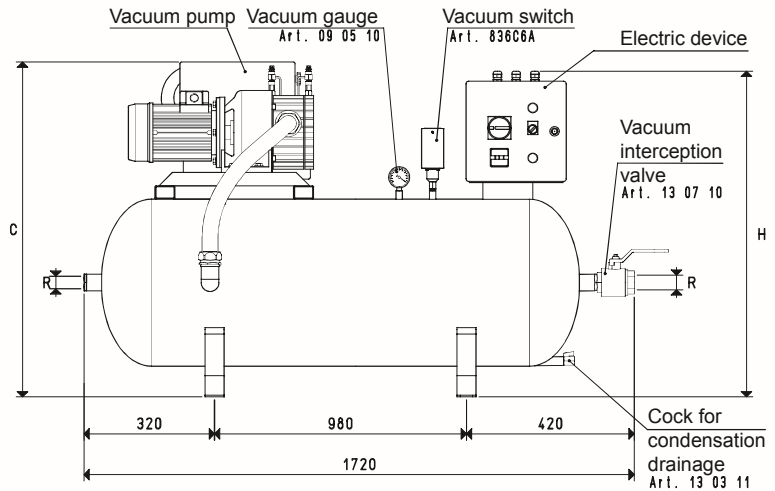 Vacuum pump
Vacuum gauge
Art. 09 05 10
Vacuum switch
Art. 836C6A
Electric device
Vacuum
interception
valve
Art. 13 07 10
C
H
R
R
320
980
420
1720
Cock for
condensation
drainage
Art. 13 03 11